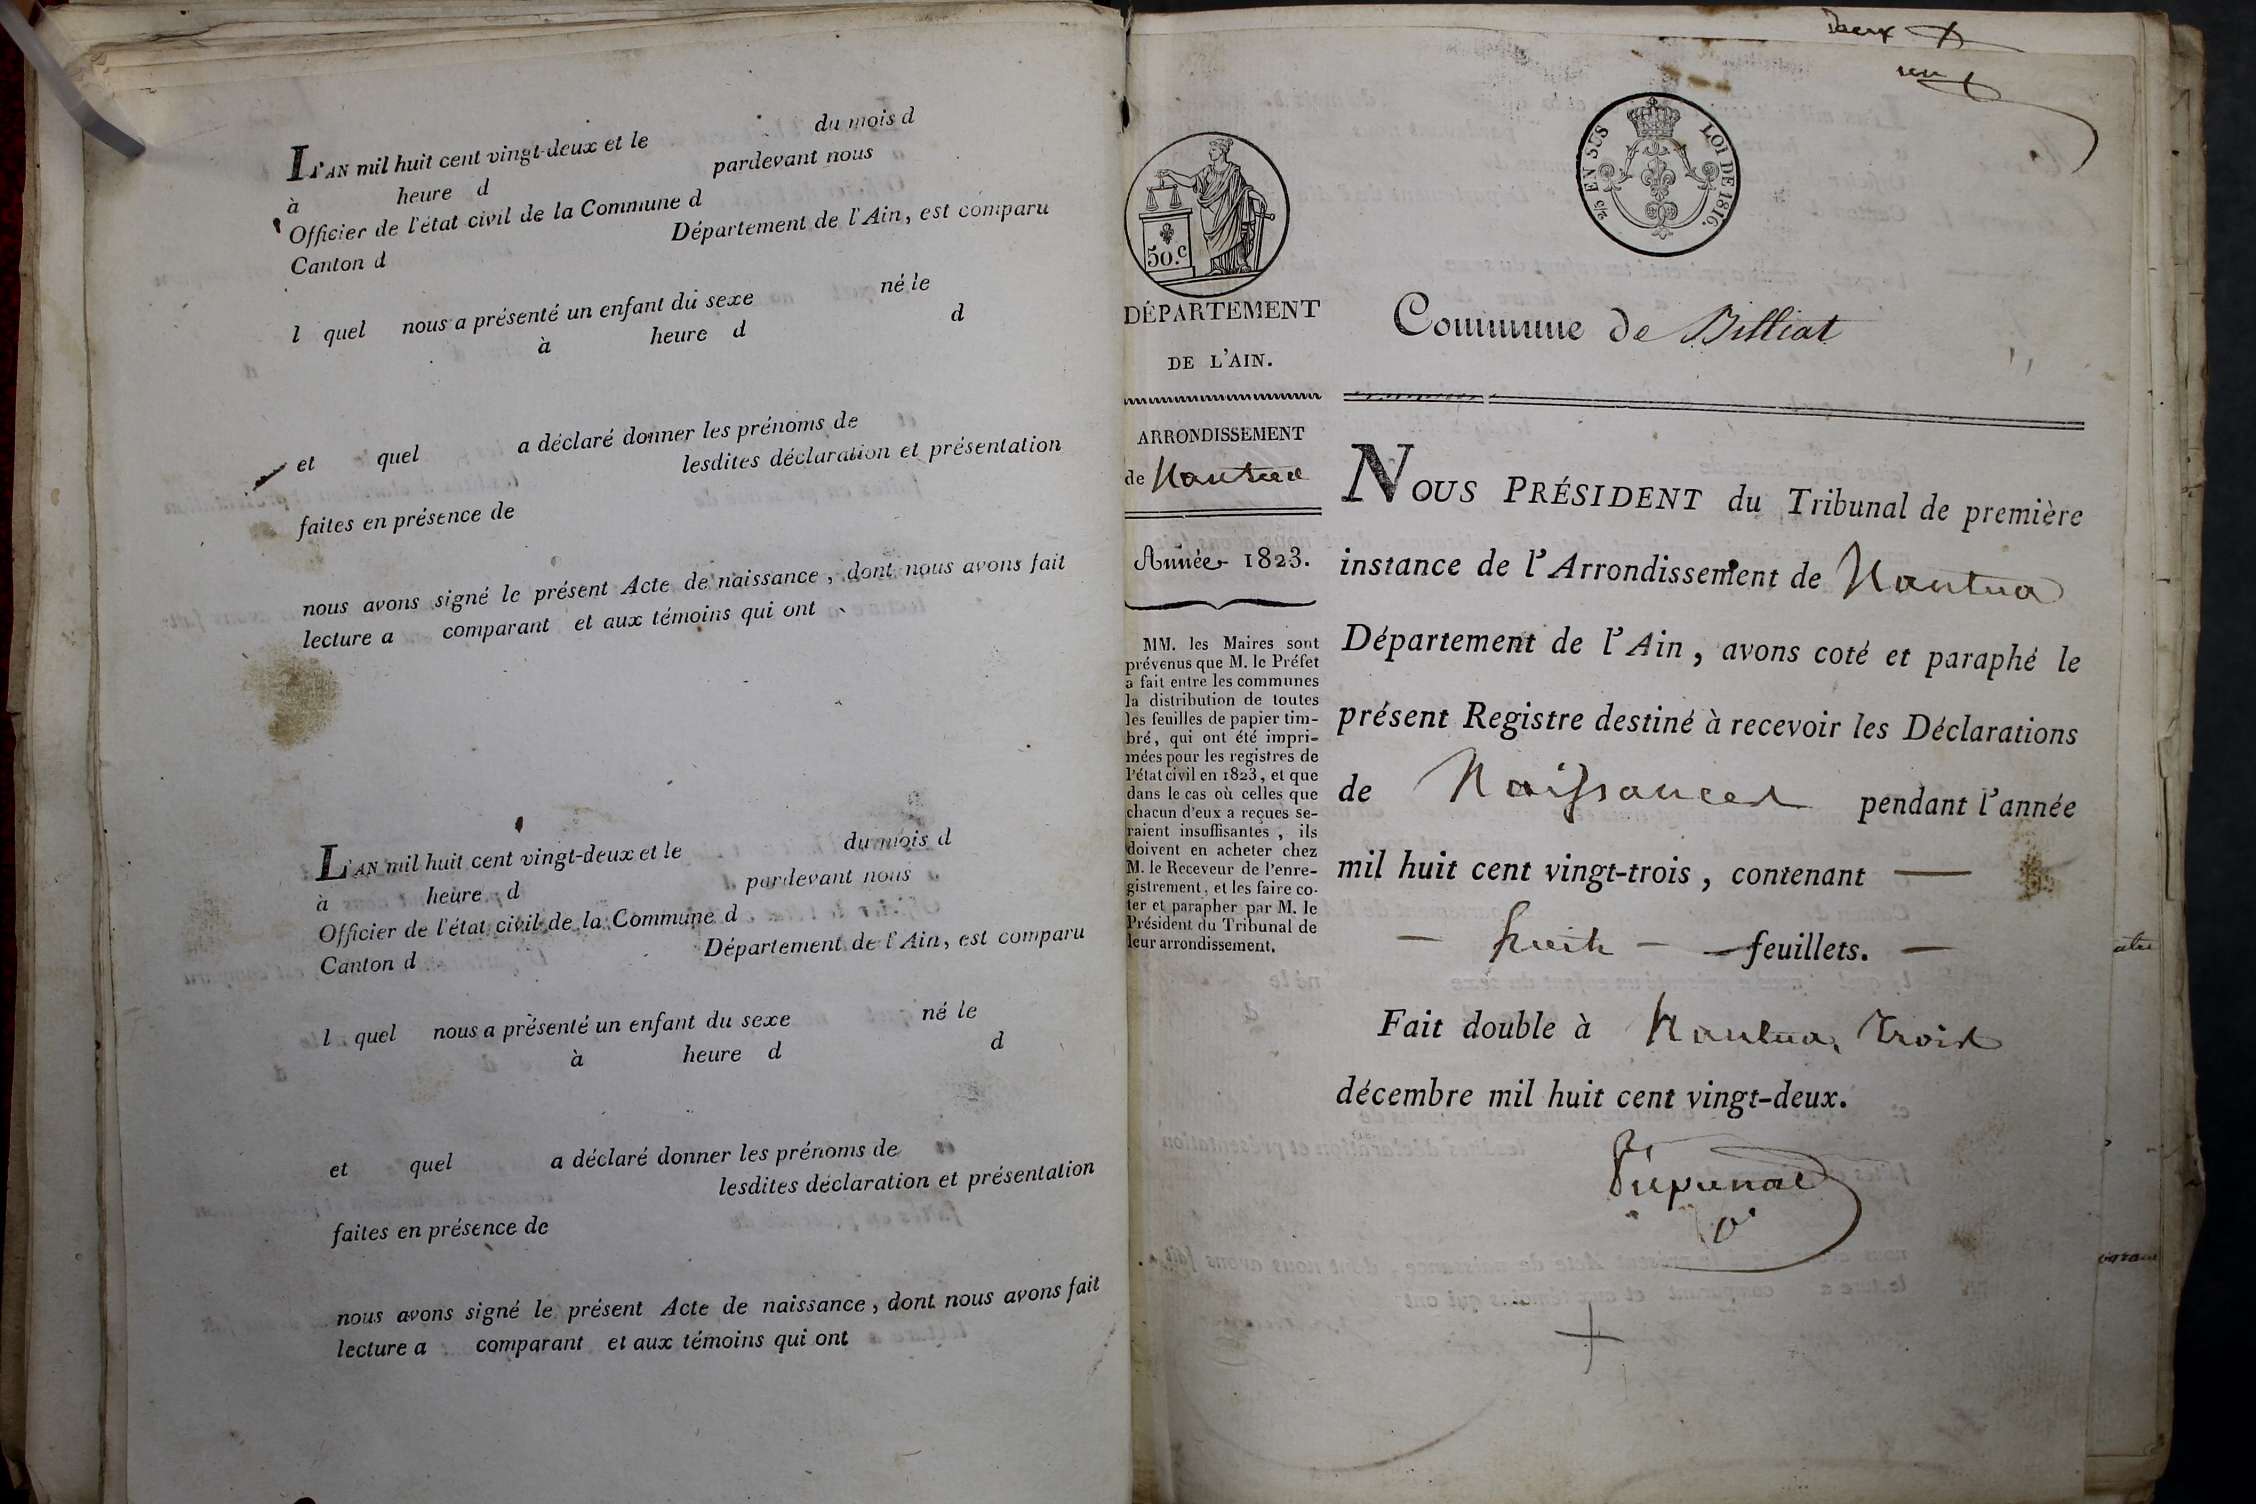 L'AN mil huit cent vingt-deux et le du mois d
à heure d pardevant nous
Officier de l'état civil de la Commune d
Canton d Département de l'Ain, est comparu
l quel nous a présenté un enfant du sexe né le
à heure d d
et quel a déclaré donner les prénoms de
lesdites déclaration et présentation
faites en présence de
nous avons signé le présent Acte de naissance, dont nous avons fait
lecture a comparant et aux témoins qui ont
L'AN mil huit cent vingt-deux et le du mois d
à heure d pardevant nous
Officier de l'état civil de la Commune d
Canton d Département de l'Ain, est comparu
l quel nous a présenté un enfant du sexe né le
à heure d d
et quel a déclaré donner les prénoms de
lesdites déclaration et présentation
faites en présence de
nous avons signé le présent Acte de naissance, dont nous avons fait
lecture a comparant et aux témoins qui ont
Deux
un
50.c
2/5 EN SUS LOI DE 1816.
DÉPARTEMENT
DE L'AIN.
ARRONDISSEMENT
de Nantua
Année 1823.
MM. les Maires sont
prévenus que M. le Préfet
a fait entre les communes
la distribution de toutes
les feuilles de papier tim-
bré, qui ont été impri-
mées pour les registres de
l'état civil en 1823, et que
dans le cas où celles que
chacun d'eux a reçues se-
raient insuffisantes, ils
doivent en acheter chez
M. le Receveur de l'enre-
gistrement, et les faire co-
ter et parapher par M. le
Président du Tribunal de
leur arrondissement.
Commune de Billiat
NOUS PRÉSIDENT du Tribunal de première
instance de l'Arrondissement de Nantua
Département de l'Ain, avons coté et paraphé le
présent Registre destiné à recevoir les Déclarations
de Naissances pendant l'année
mil huit cent vingt-trois, contenant —
— huit — — feuillets. —
Fait double à Nantua, trois
décembre mil huit cent vingt-deux.